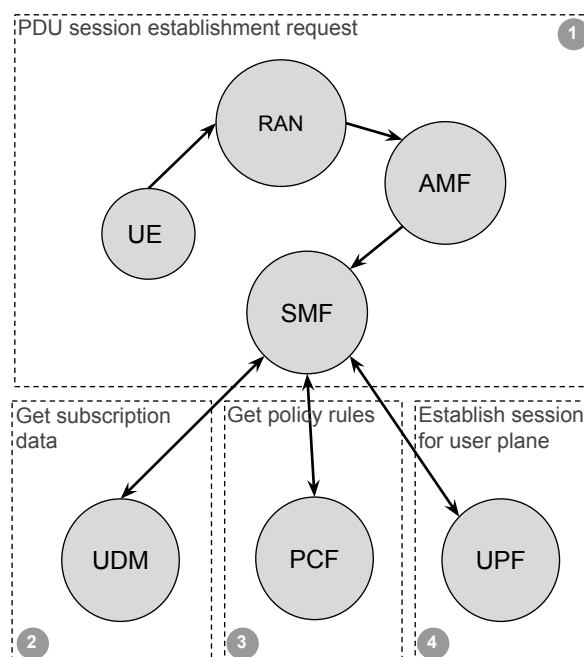 PDU session establishment request
1
RAN
AMF
UE
SMF
Get subscription
data
Get policy rules
Establish session
for user plane
UDM
PCF
UPF
2
3
4